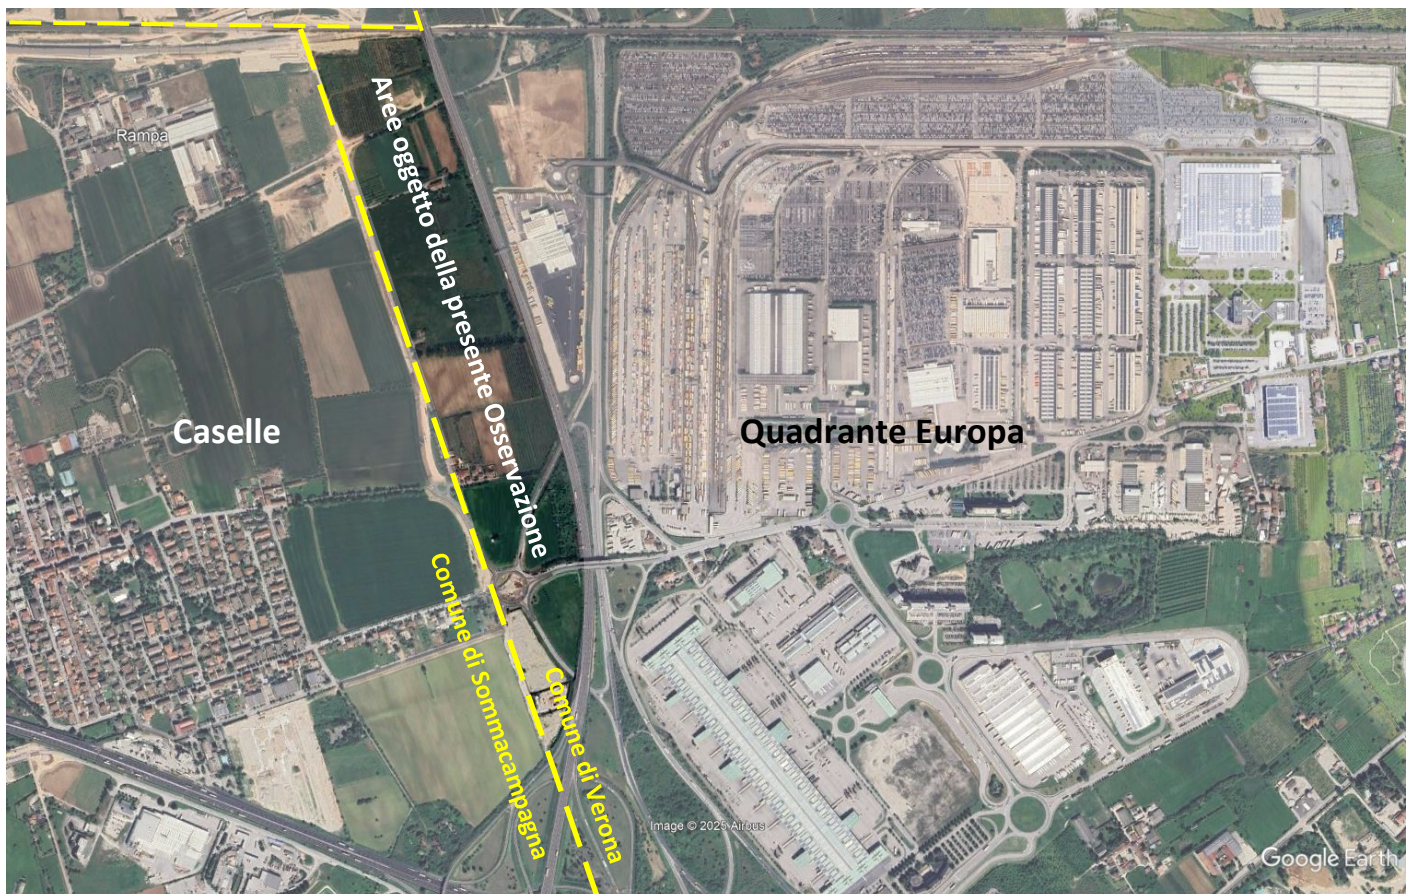 Rampa
Aree oggetto della presente Osservazione
Caselle
Quadrante Europa
Comune di Sommacampagna
Comune di Verona
Image © 2025 Airbus
Google Earth